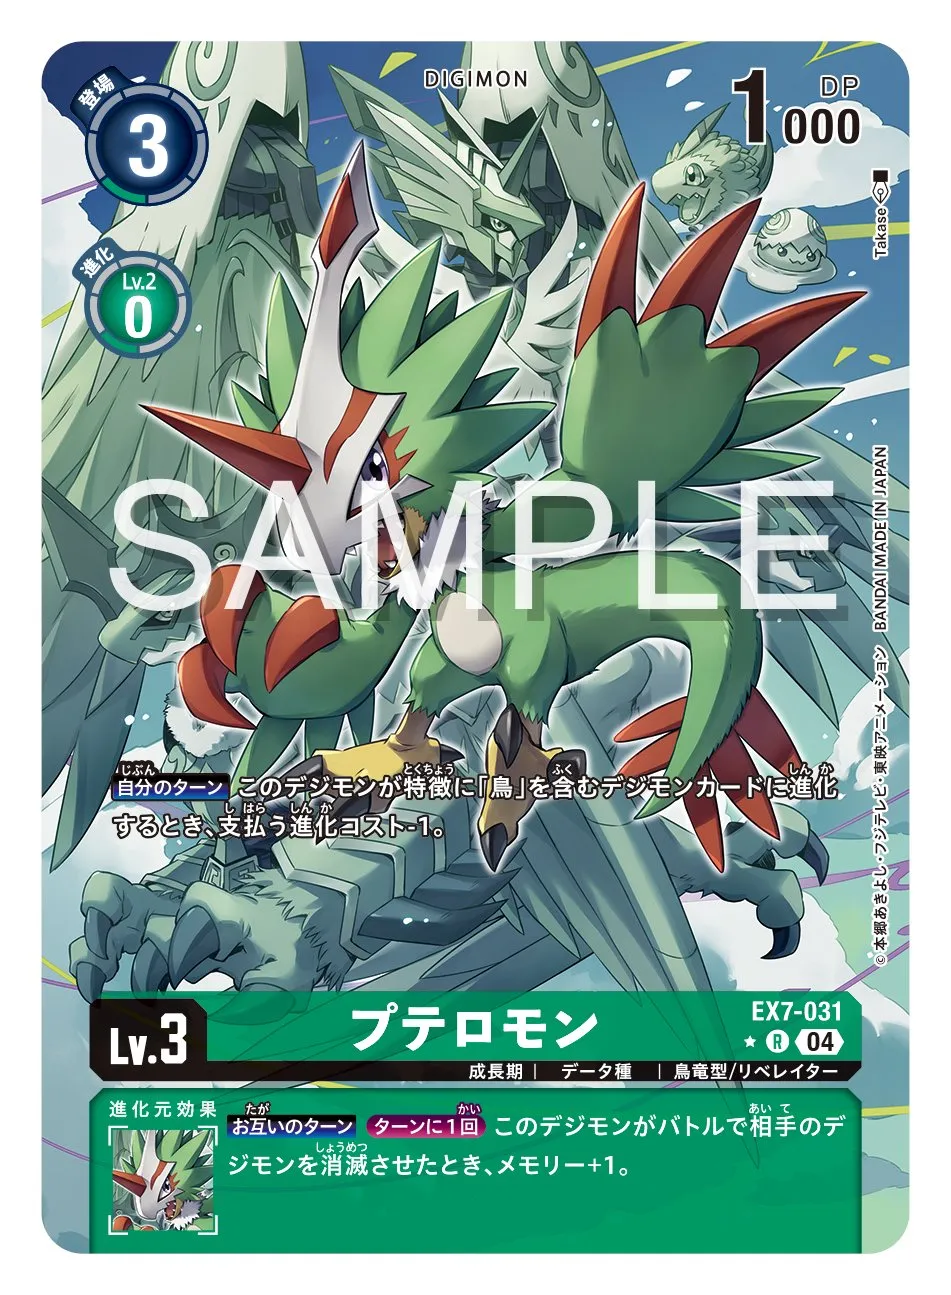 登場
3
DIGIMON
1000
DP
進化
Lv.2
0
Takase
SAMPLE
BANDAI MADE IN JAPAN
©本郷あきよし・フジテレビ・東映アニメーション
自分のターン このデジモンが特徴に「鳥」を含むデジモンカードに進化
するとき、支払う進化コスト-1。
Lv.3
プテロモン
EX7-031
R 04
成長期 | データ種 | 鳥竜型/リベレイター
進化元効果
お互いのターン ターンに1回 このデジモンがバトルで相手のデ
ジモンを消滅させたとき、メモリー+1。